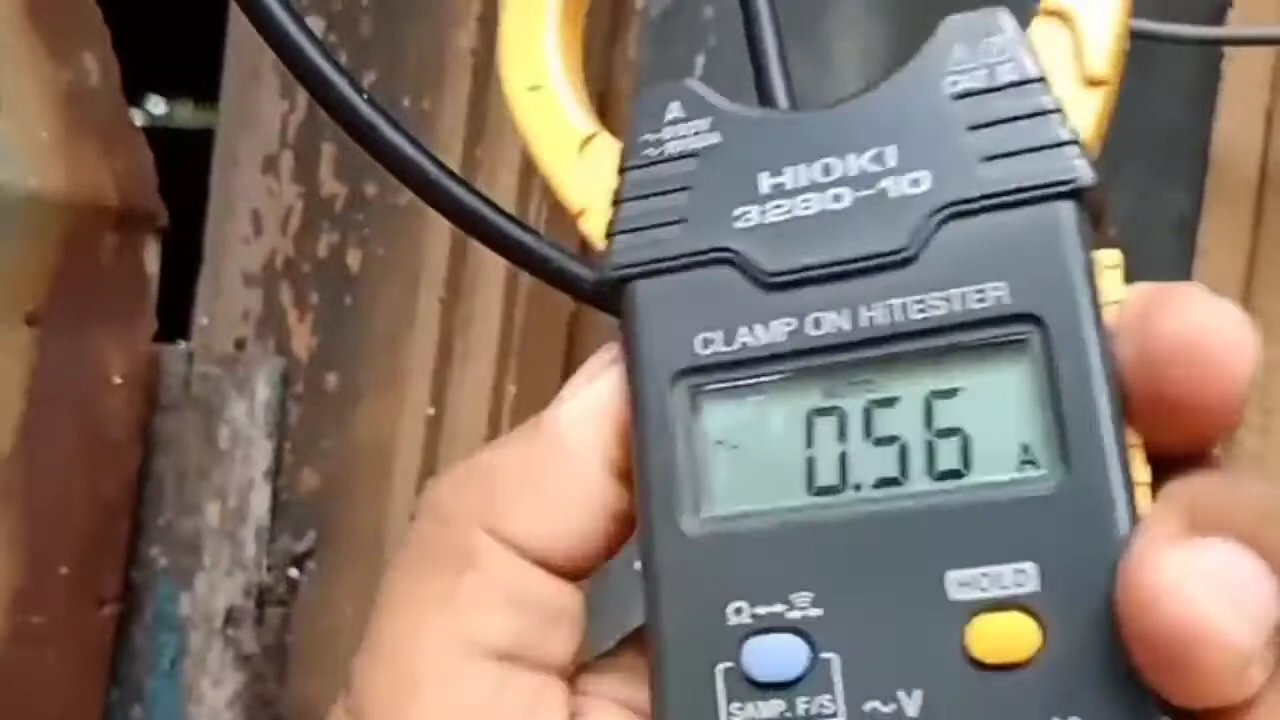 A
HIOKI
3280-10
CLAMP ON HiTESTER
0.56 A
HOLD
Ω
SAMP. F/S
~V